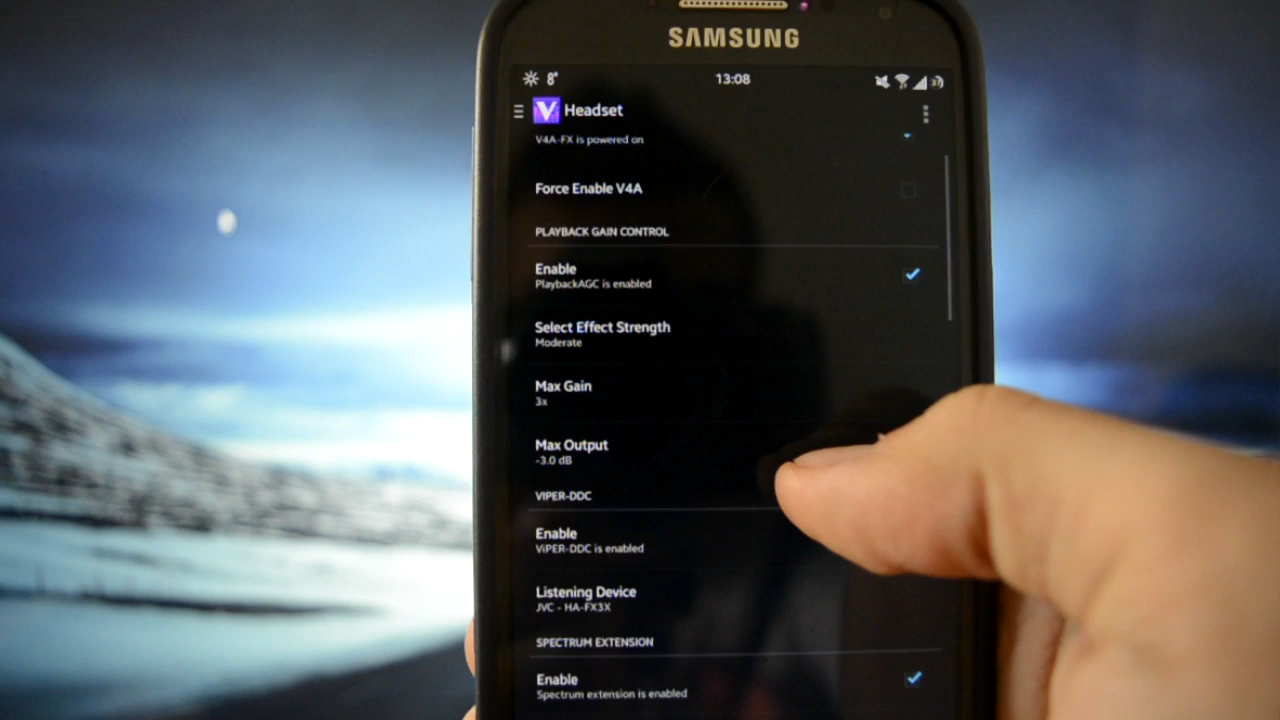 SAMSUNG
8°
13:08
37
V Headset
V4A-FX is powered on
Force Enable V4A
PLAYBACK GAIN CONTROL
Enable
PlaybackAGC is enabled
Select Effect Strength
Moderate
Max Gain
3x
Max Output
-3.0 dB
VIPER-DDC
Enable
ViPER-DDC is enabled
Listening Device
JVC - HA-FX3X
SPECTRUM EXTENSION
Enable
Spectrum extension is enabled